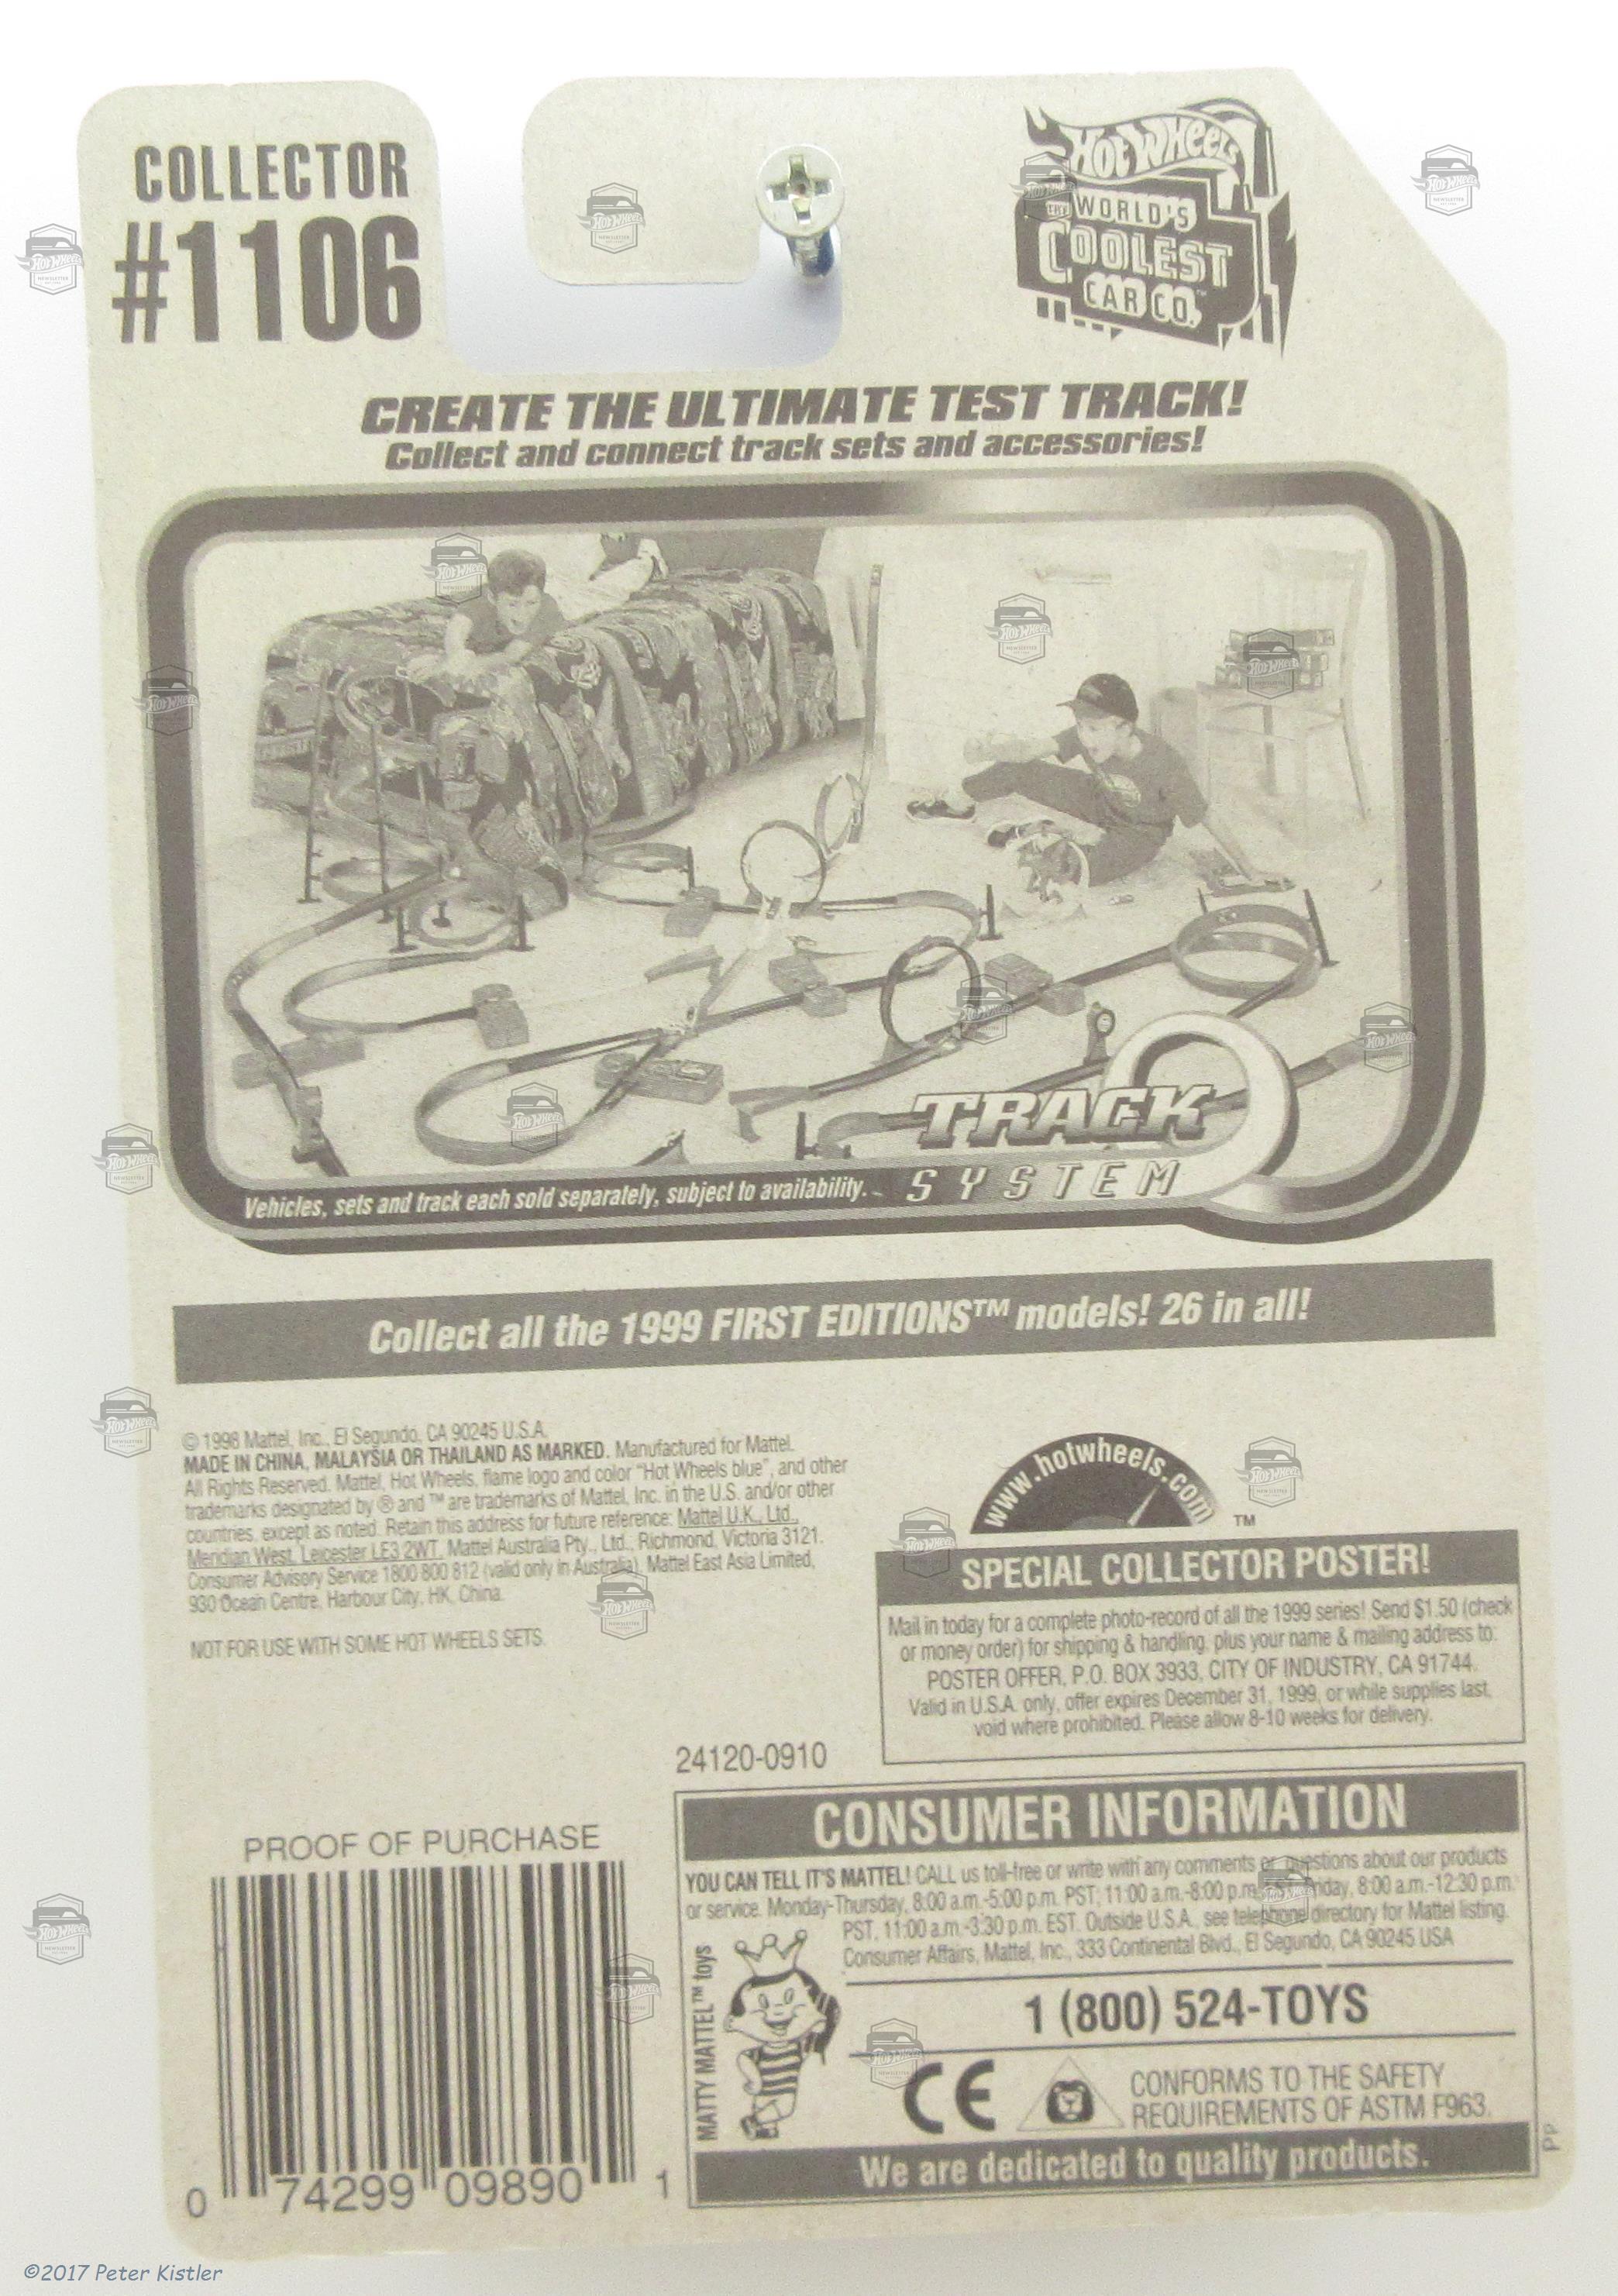 COLLECTOR
#1106
HOT WHEELS
THE WORLD'S
COOLEST
CAR CO.™
CREATE THE ULTIMATE TEST TRACK!
Collect and connect track sets and accessories!
TRACK
SYSTEM
Vehicles, sets and track each sold separately, subject to availability.
Collect all the 1999 FIRST EDITIONS™ models! 26 in all!
© 1998 Mattel, Inc., El Segundo, CA 90245 U.S.A.
MADE IN CHINA, MALAYSIA OR THAILAND AS MARKED. Manufactured for Mattel.
All Rights Reserved. Mattel, Hot Wheels, flame logo and color "Hot Wheels blue", and other
trademarks designated by ® and ™ are trademarks of Mattel, Inc. in the U.S. and/or other
countries, except as noted. Retain this address for future reference: Mattel U.K., Ltd.,
Meridian West, Leicester LE3 2WT. Mattel Australia Pty., Ltd., Richmond, Victoria 3121.
Consumer Advisory Service 1800 800 812 (valid only in Australia). Mattel East Asia Limited,
930 Ocean Centre, Harbour City, HK, China.
NOT FOR USE WITH SOME HOT WHEELS SETS.
www.hotwheels.com
™
SPECIAL COLLECTOR POSTER!
Mail in today for a complete photo-record of all the 1999 series! Send $1.50 (check
or money order) for shipping & handling, plus your name & mailing address to:
POSTER OFFER, P.O. BOX 3933, CITY OF INDUSTRY, CA 91744.
Valid in U.S.A. only, offer expires December 31, 1999, or while supplies last,
void where prohibited. Please allow 8-10 weeks for delivery.
24120-0910
PROOF OF PURCHASE
0 74299 09890 1
CONSUMER INFORMATION
YOU CAN TELL IT'S MATTEL! CALL us toll-free or write with any comments or questions about our products
or service. Monday-Thursday, 8:00 a.m.-5:00 p.m. PST; 11:00 a.m.-8:00 p.m. EST. Friday, 8:00 a.m.-12:30 p.m.
PST, 11:00 a.m.-3:30 p.m. EST. Outside U.S.A., see telephone directory for Mattel listing.
Consumer Affairs, Mattel, Inc., 333 Continental Blvd., El Segundo, CA 90245 USA
MATTY MATTEL™ toys
1 (800) 524-TOYS
CE
CONFORMS TO THE SAFETY
REQUIREMENTS OF ASTM F963.
We are dedicated to quality products.
PP
©2017 Peter Kistler